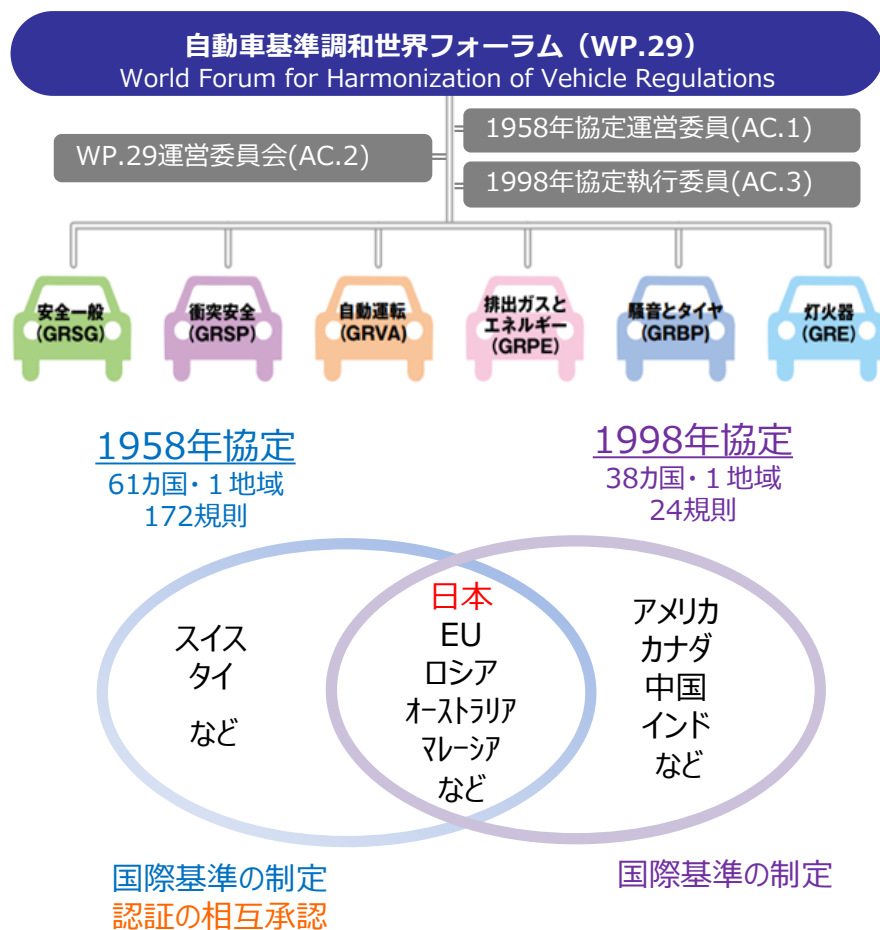 自動車基準調和世界フォーラム（WP.29）
World Forum for Harmonization of Vehicle Regulations
WP.29運営委員会(AC.2)
1958年協定運営委員(AC.1)
1998年協定執行委員(AC.3)
安全一般
(GRSG)
衝突安全
(GRSP)
自動運転
(GRVA)
排出ガスと
エネルギー
(GRPE)
騒音とタイヤ
(GRBP)
灯火器
(GRE)
1958年協定
61カ国・１地域
172規則
1998年協定
38カ国・１地域
24規則
スイス
タイ
など
日本
EU
ロシア
オーストラリア
マレーシア
など
アメリカ
カナダ
中国
インド
など
国際基準の制定
認証の相互承認
国際基準の制定